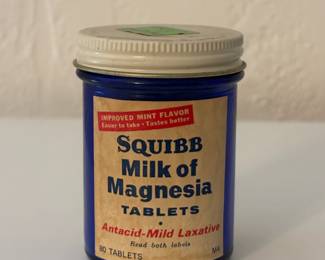 IMPROVED MINT FLAVOR
Easier to take • Tastes better
SQUIBB
Milk of
Magnesia
TABLETS
Antacid-Mild Laxative
Read both labels
80 TABLETS